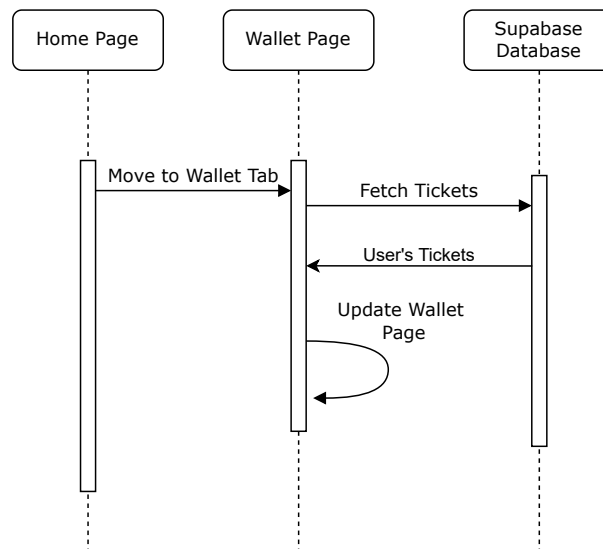 Home Page
Wallet Page
Supabase
Database
Move to Wallet Tab
Fetch Tickets
User's Tickets
Update Wallet
Page